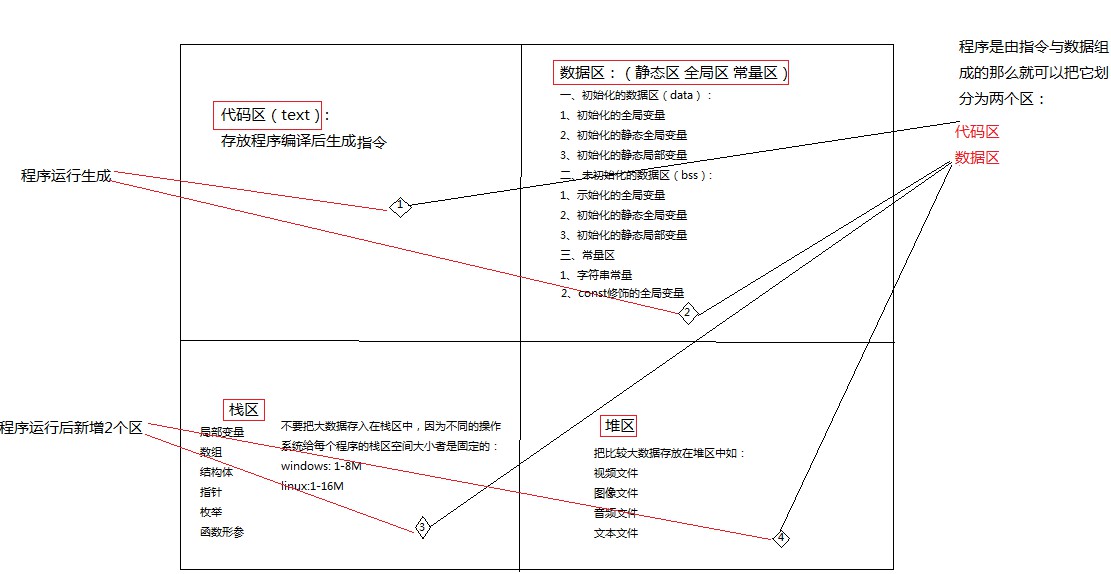 程序是由指令与数据组
成的那么就可以把它划
分为两个区：
代码区
数据区
代码区（text）：
存放程序编译后生成指令
数据区：（静态区 全局区 常量区）
一、初始化的数据区（data）：
1、初始化的全局变量
2、初始化的静态全局变量
3、初始化的静态局部变量
二、未初始化的数据区（bss）：
1、示始化的全局变量
2、初始化的静态全局变量
3、初始化的静态局部变量
三、常量区
1、字符串常量
2、const修饰的全局变量
程序运行生成
1
2
程序运行后新增2个区
栈区
局部变量
数组
结构体
指针
枚举
函数形参
不要把大数据存入在栈区中，因为不同的操作
系统给每个程序的栈区空间大小者是固定的：
windows: 1-8M
linux:1-16M
3
堆区
把比较大数据存放在堆区中如：
视频文件
图像文件
音频文件
文本文件
4